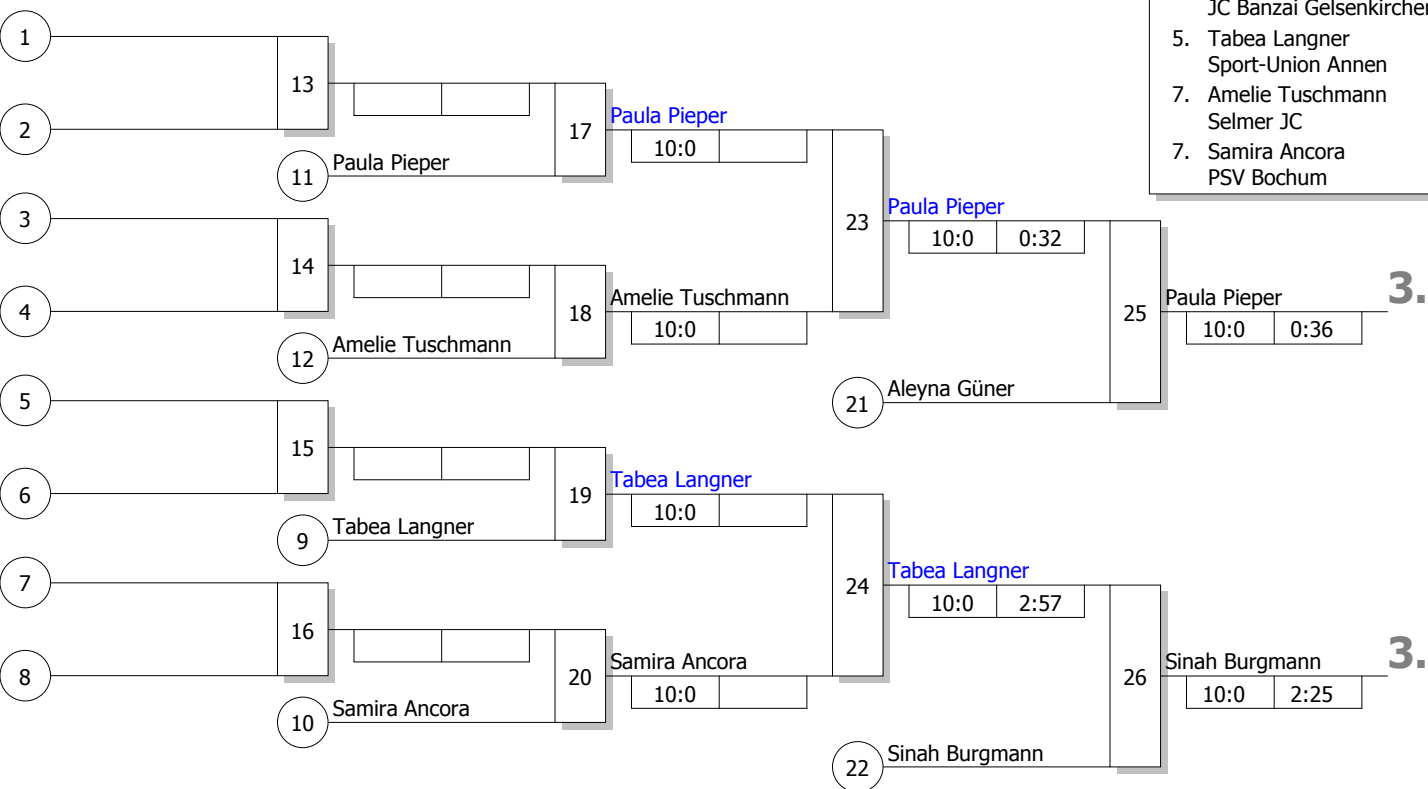 JC Banzai Gelsenkirchen
5. Tabea Langner
Sport-Union Annen
7. Amelie Tuschmann
Selmer JC
7. Samira Ancora
PSV Bochum
1
13
2
17
Paula Pieper
10:0
11
Paula Pieper
3
23
Paula Pieper
10:0 0:32
14
4
18
Amelie Tuschmann
10:0
12
Amelie Tuschmann
25
Paula Pieper
3.
10:0 0:36
5
21
Aleyna Güner
15
6
19
Tabea Langner
10:0
9
Tabea Langner
7
24
Tabea Langner
10:0 2:57
16
8
20
Samira Ancora
10:0
10
Samira Ancora
26
Sinah Burgmann
3.
10:0 2:25
22
Sinah Burgmann